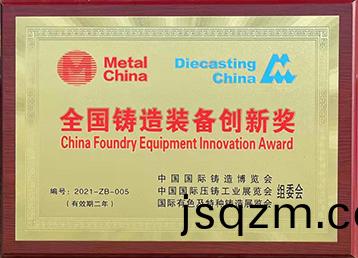 Metal China
Diecasting China
全国铸造装备创新奖
China Foundry Equipment Innovation Award
中国国际铸造博览会
编号：2021-ZB-005 中国国际压铸工业展览会 组委会
（有效期二年） 国际有色及特种铸造展览会
jsqzm.com